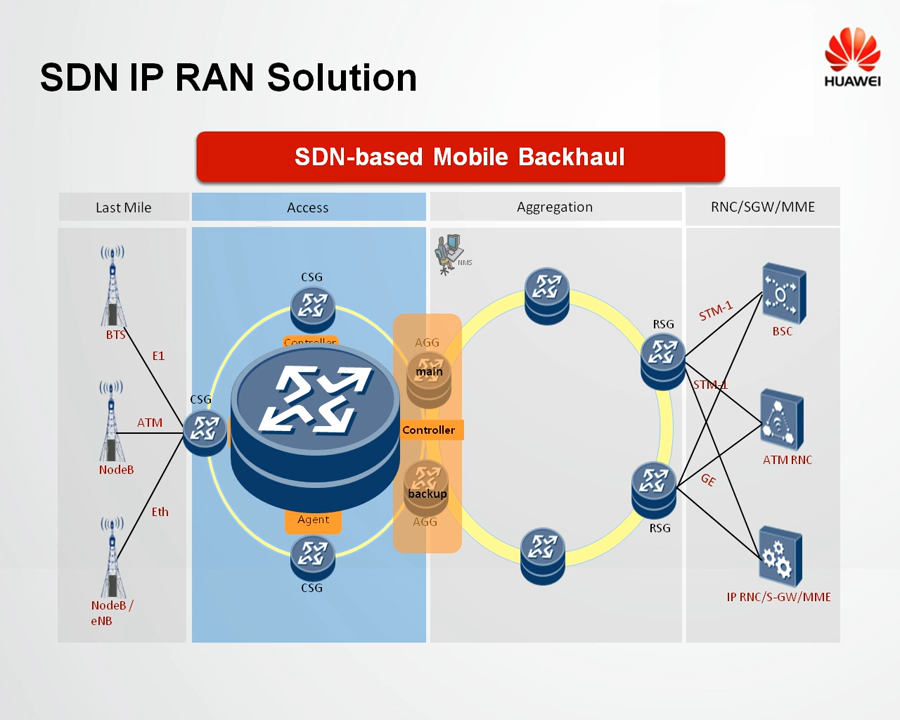 SDN IP RAN Solution
HUAWEI
SDN-based Mobile Backhaul
Last Mile
Access
Aggregation
RNC/SGW/MME
NMS
CSG
BTS
E1
Controller
AGG
main
RSG
STM-1
BSC
STM-1
CSG
ATM
NodeB
Controller
ATM RNC
GE
backup
AGG
Eth
Agent
RSG
CSG
NodeB /
eNB
IP RNC/S-GW/MME